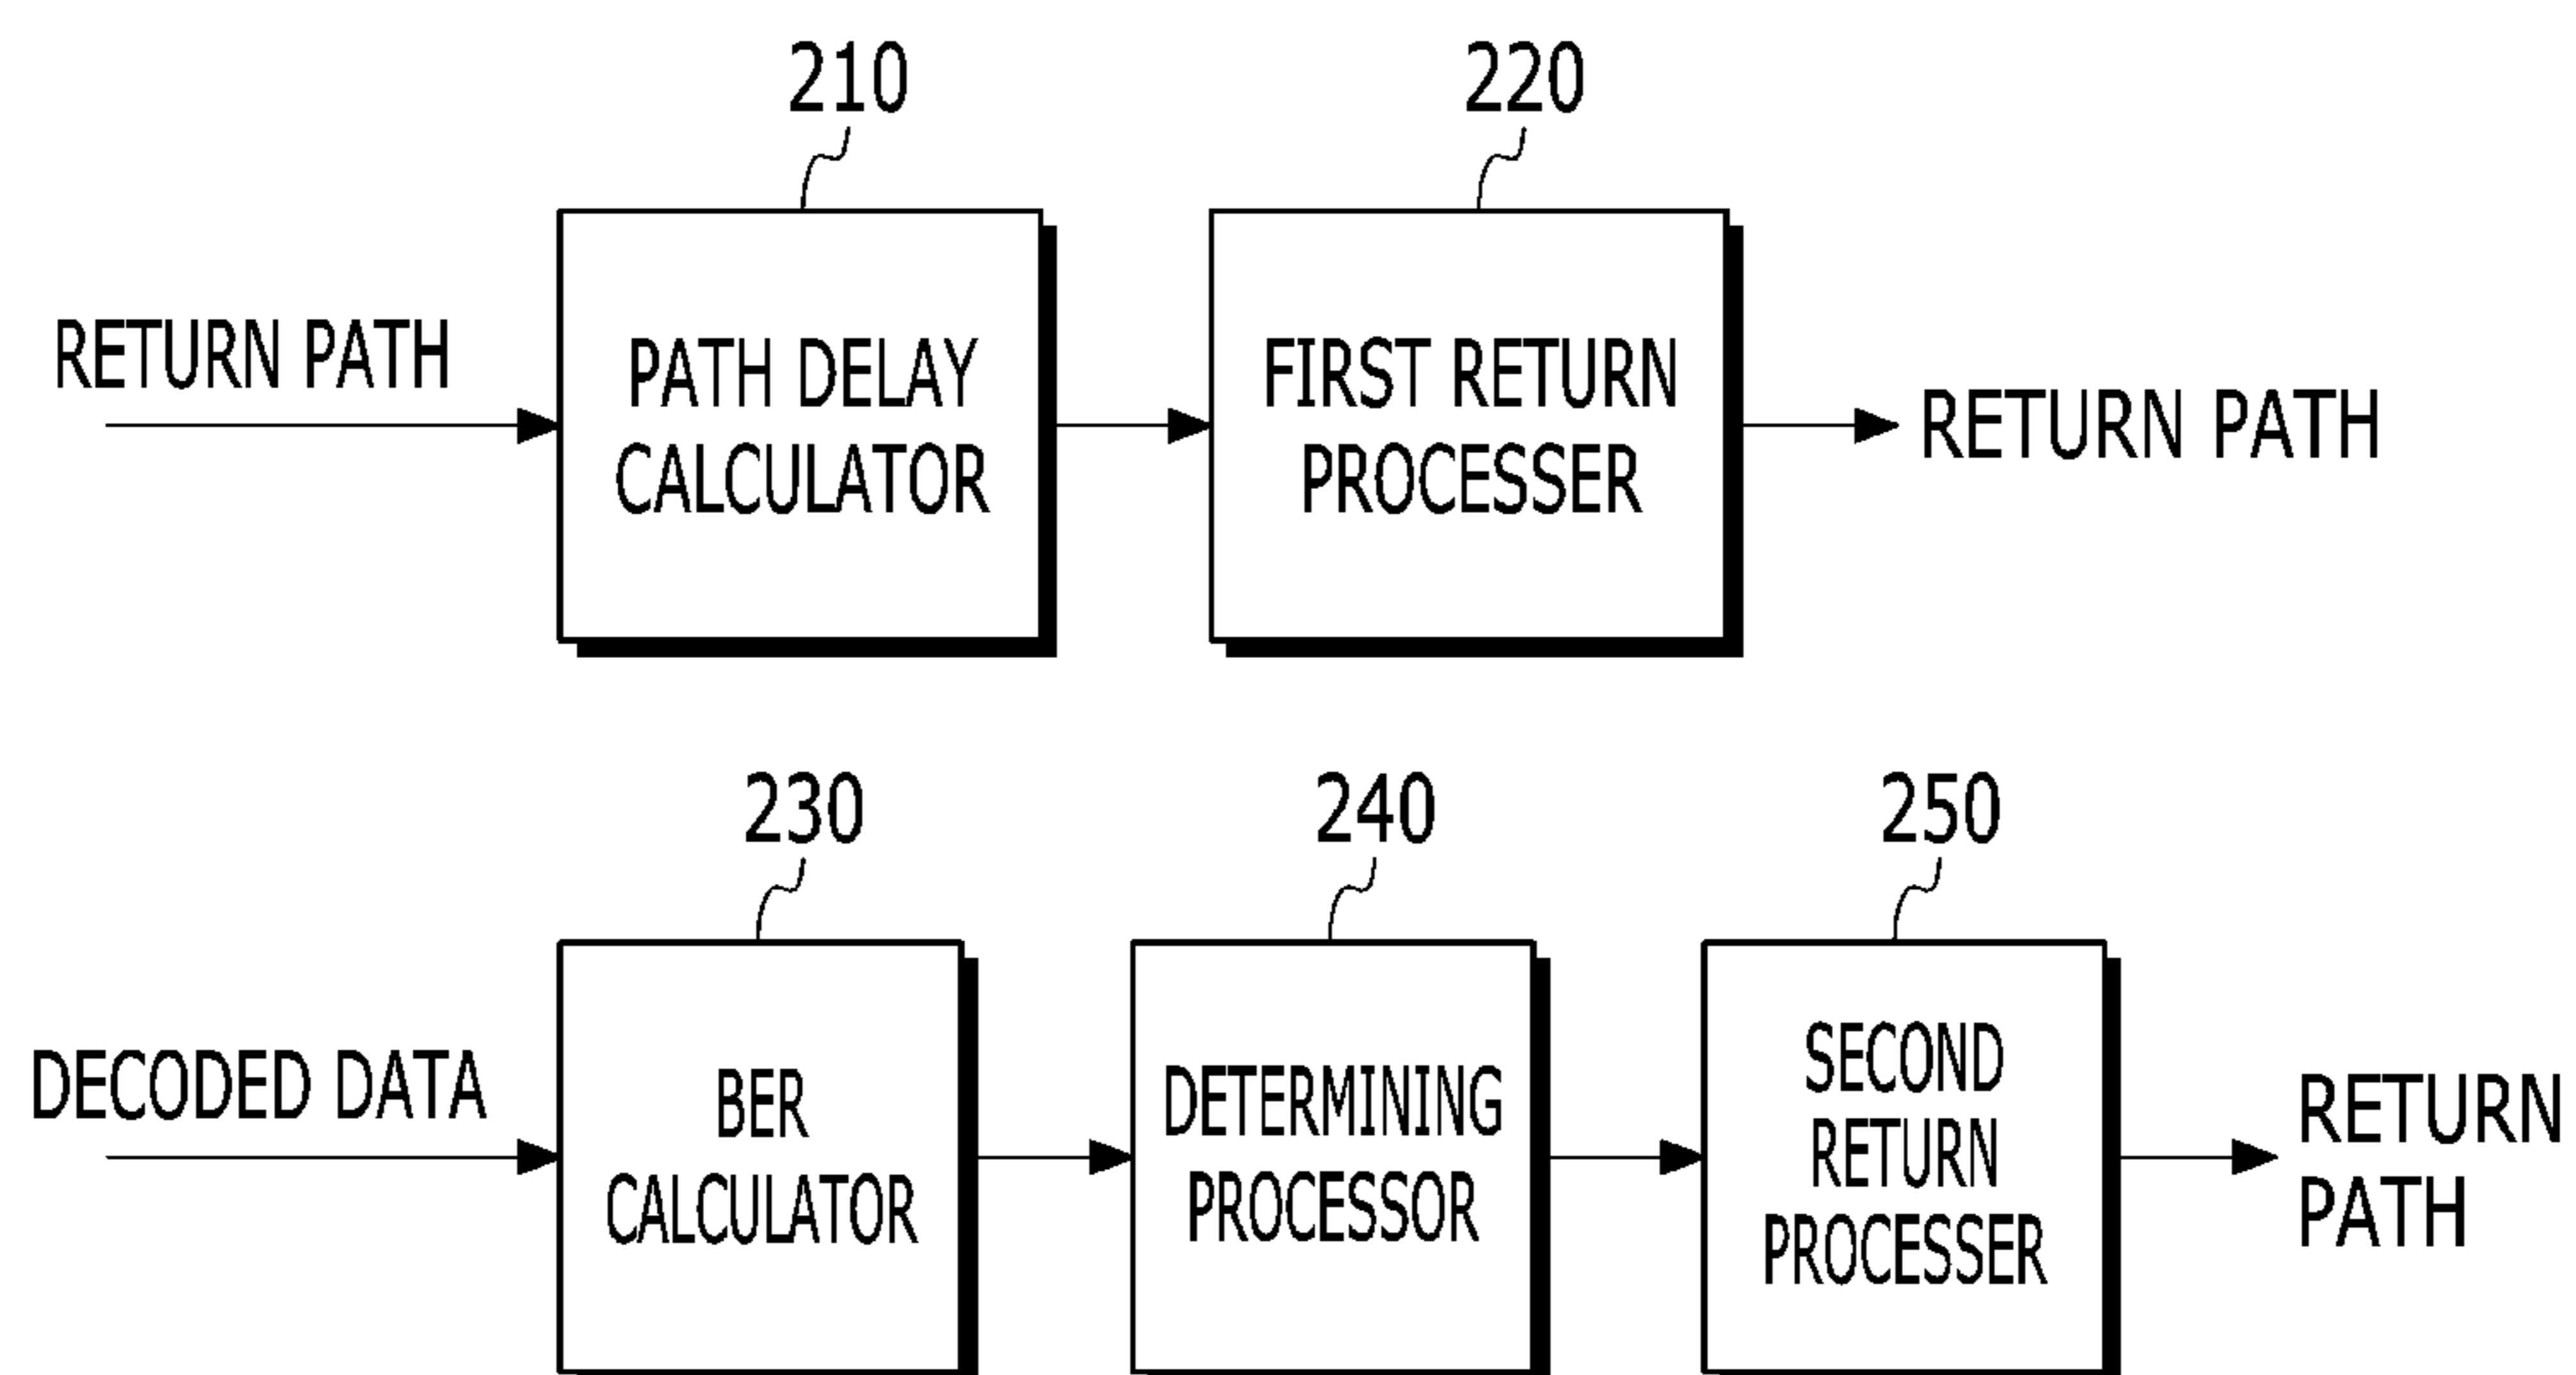 210
220
RETURN PATH
PATH DELAY
CALCULATOR
FIRST RETURN
PROCESSER
RETURN PATH
230
240
250
DECODED DATA
BER
CALCULATOR
DETERMINING
PROCESSOR
SECOND
RETURN
PROCESSER
RETURN
PATH